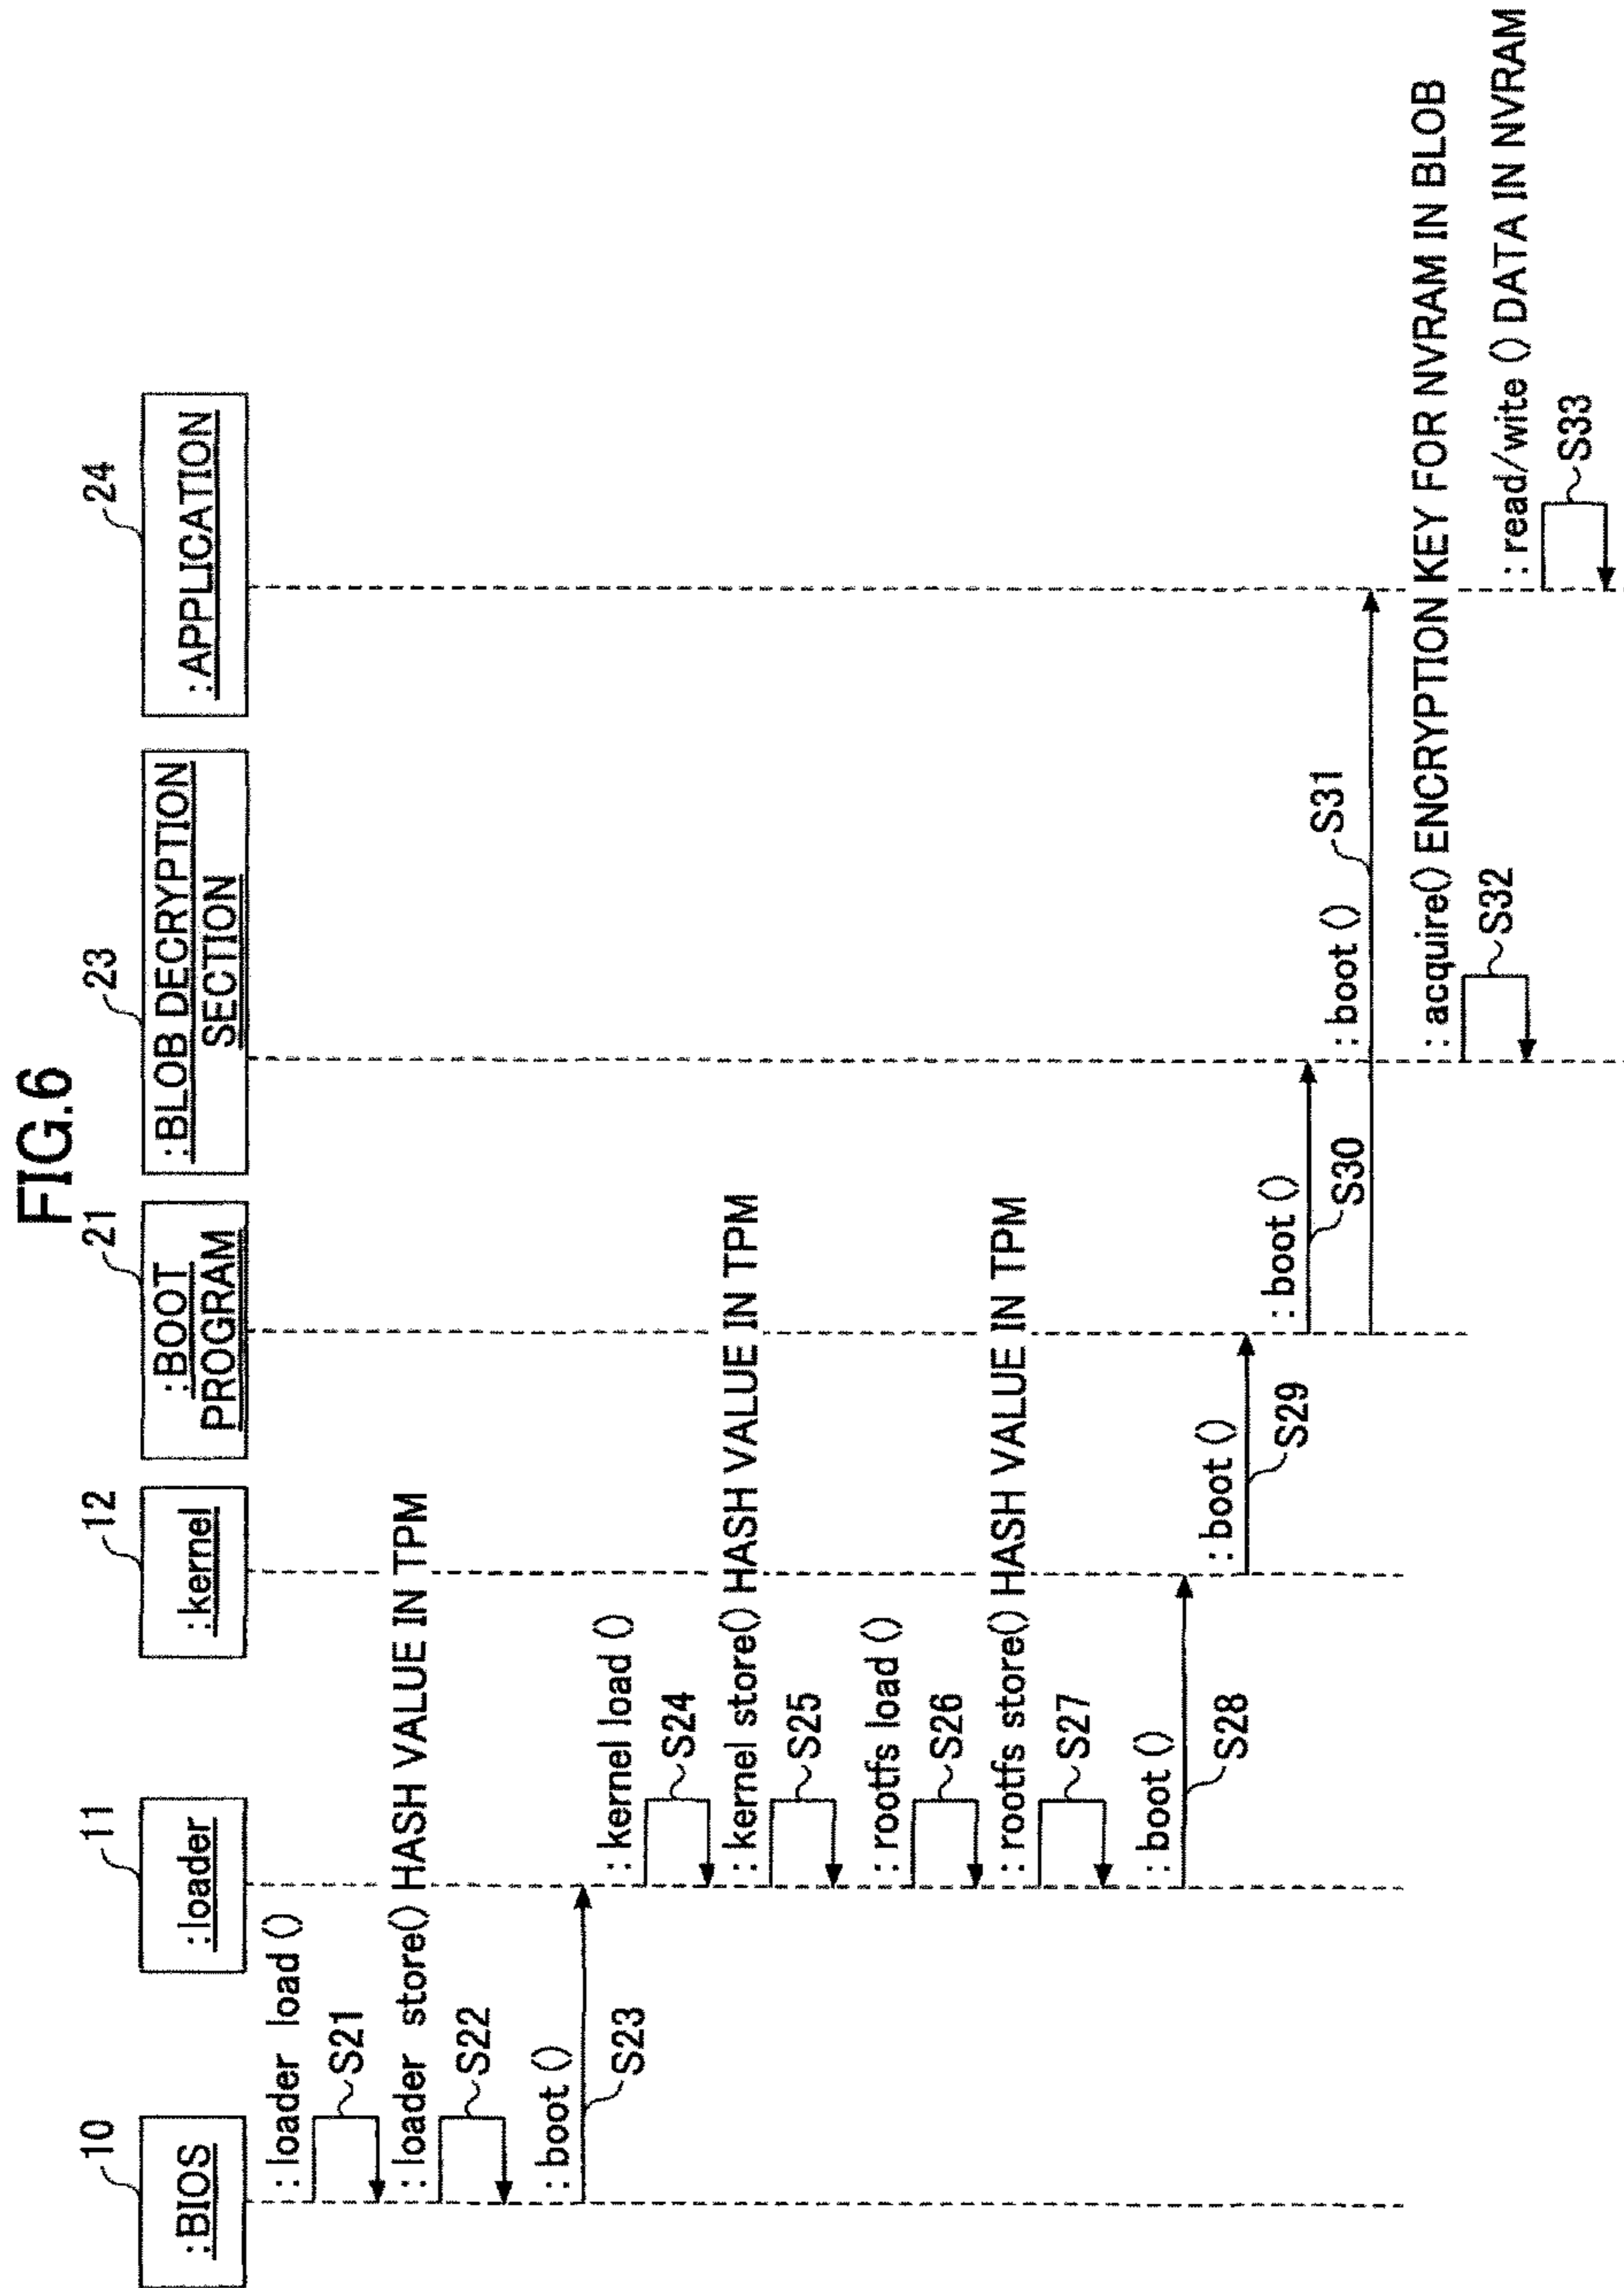 FIG.6
10
11
12
21
23
24
:BIOS
:loader
:kernel
:BOOT
PROGRAM
:BLOB DECRYPTION
SECTION
:APPLICATION
:loader load ()
S21
:loader store() HASH VALUE IN TPM
S22
:boot ()
S23
:kernel load ()
S24
:kernel store() HASH VALUE IN TPM
S25
:rootfs load ()
S26
:rootfs store() HASH VALUE IN TPM
S27
:boot ()
S28
:boot ()
S29
:boot ()
S30
:boot ()
S31
:acquire() ENCRYPTION KEY FOR NVRAM IN BLOB
S32
:read/wite () DATA IN NVRAM
S33